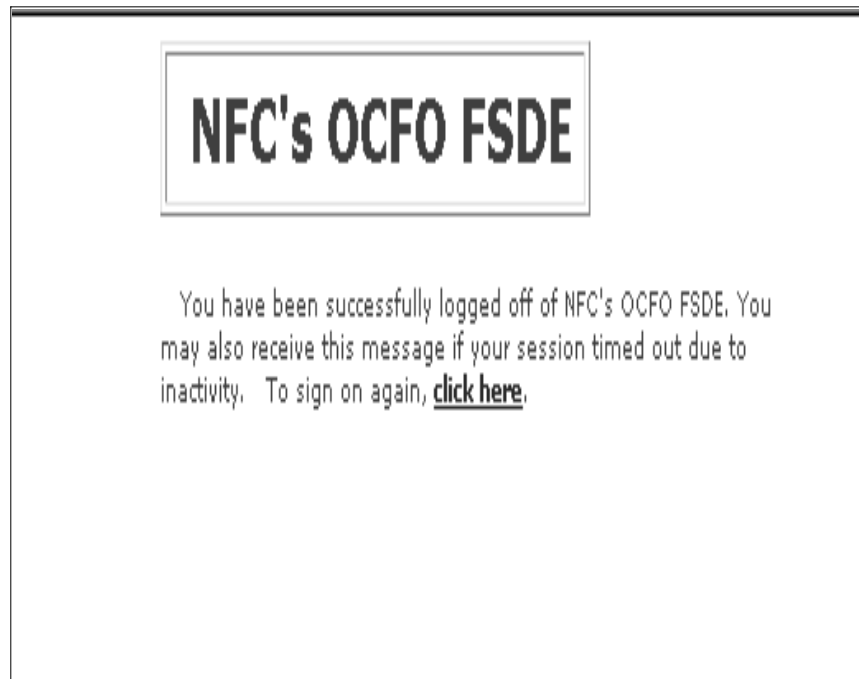 NFC's OCFO FSDE
You have been successfully logged off of NFC's OCFO FSDE. You
may also receive this message if your session timed out due to
inactivity. To sign on again, click here.